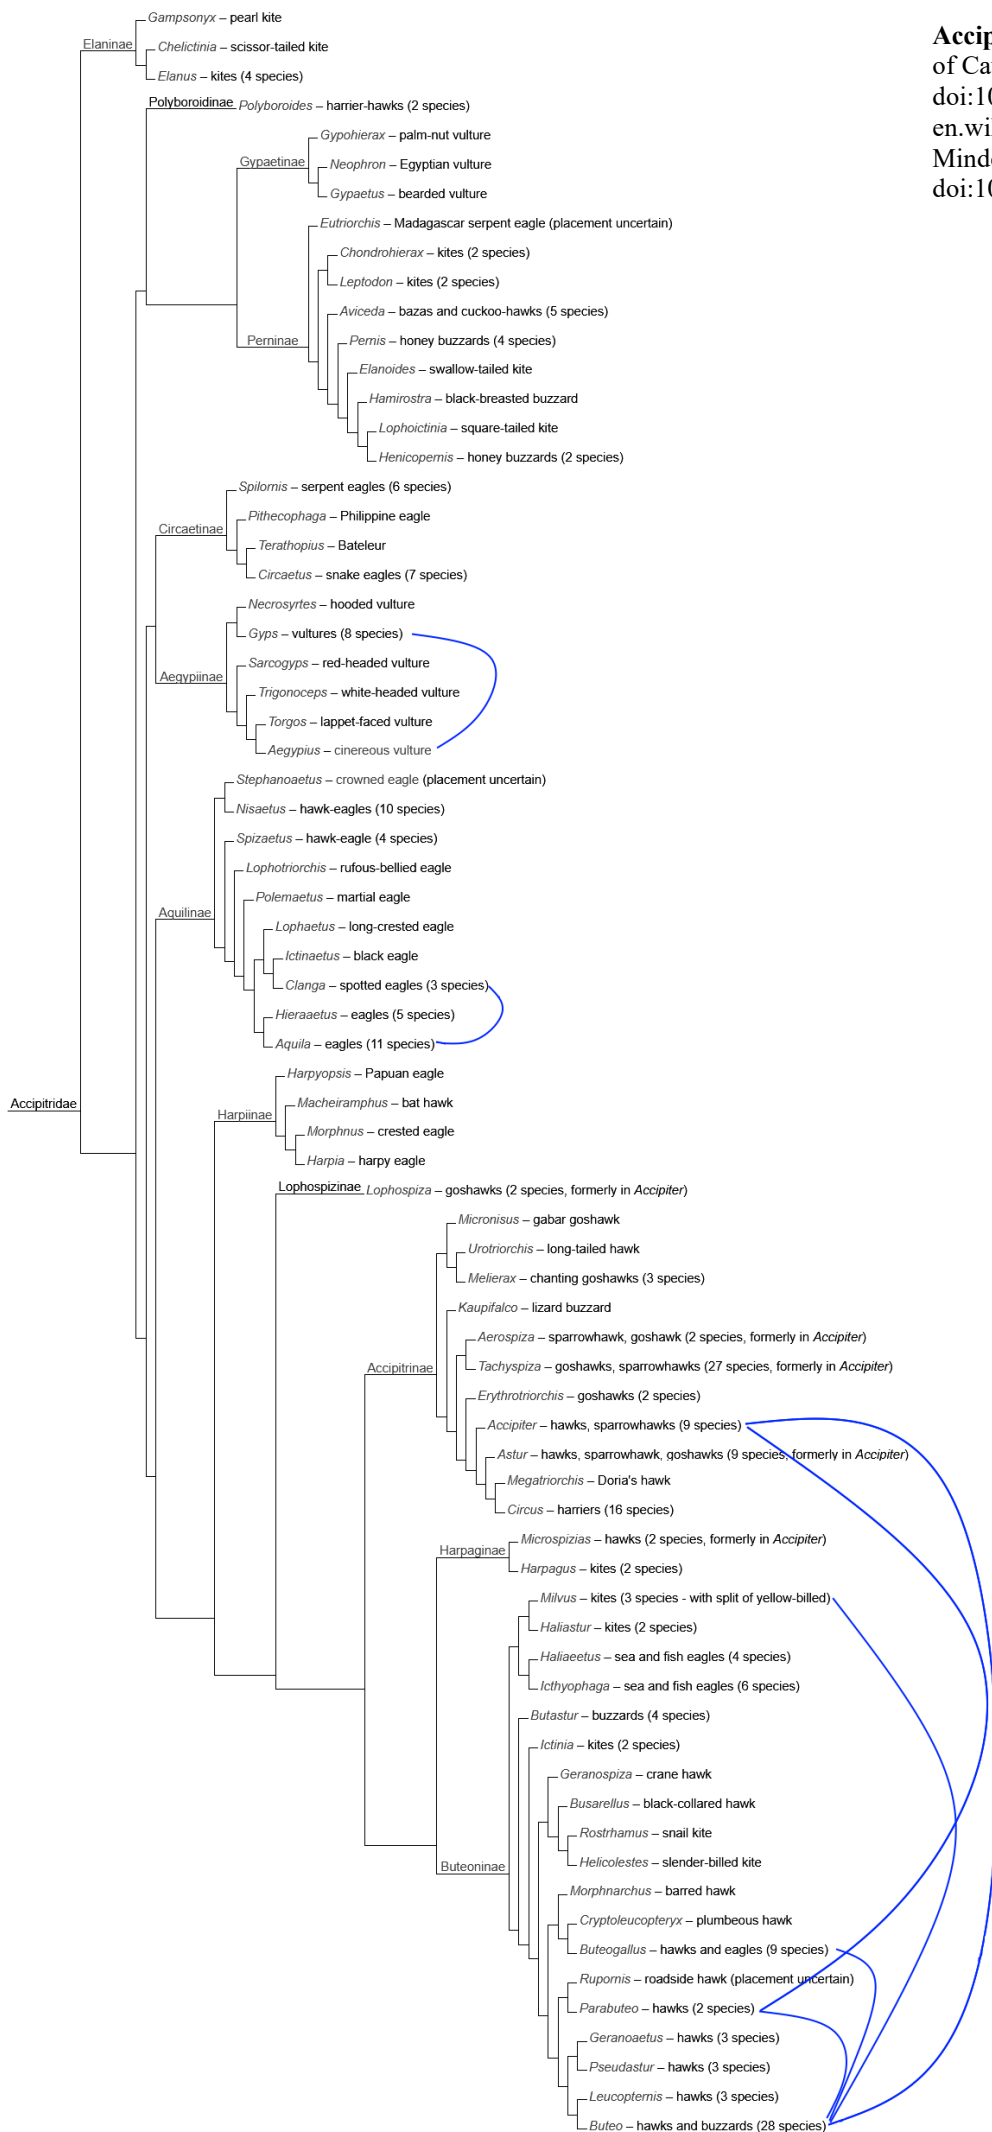 Gampsonyx – pearl kite
Elaninae
Chelictinia – scissor-tailed kite
Elanus – kites (4 species)
Polyboroidinae
Polyboroides – harrier-hawks (2 species)
Gypohierax – palm-nut vulture
Gypaetinae
Neophron – Egyptian vulture
Gypaetus – bearded vulture
Eutriorchis – Madagascar serpent eagle (placement uncertain)
Chondrohierax – kites (2 species)
Leptodon – kites (2 species)
Aviceda – bazas and cuckoo-hawks (5 species)
Perninae
Pernis – honey buzzards (4 species)
Elanoides – swallow-tailed kite
Hamirostra – black-breasted buzzard
Lophoictinia – square-tailed kite
Henicopernis – honey buzzards (2 species)
Spilornis – serpent eagles (6 species)
Pithecophaga – Philippine eagle
Circaetinae
Terathopius – Bateleur
Circaetus – snake eagles (7 species)
Necrosyrtes – hooded vulture
Gyps – vultures (8 species)
Sarcogyps – red-headed vulture
Aegypiinae
Trigonoceps – white-headed vulture
Torgos – lappet-faced vulture
Aegypius – cinereous vulture
Stephanoaetus – crowned eagle (placement uncertain)
Nisaetus – hawk-eagles (10 species)
Spizaetus – hawk-eagle (4 species)
Lophotriorchis – rufous-bellied eagle
Polemaetus – martial eagle
Aquilinae
Lophaetus – long-crested eagle
Ictinaetus – black eagle
Clanga – spotted eagles (3 species)
Hieraaetus – eagles (5 species)
Aquila – eagles (11 species)
Harpyopsis – Papuan eagle
Accipitridae
Macheiramphus – bat hawk
Harpiinae
Morphnus – crested eagle
Harpia – harpy eagle
Lophospizinae
Lophospiza – goshawks (2 species, formerly in Accipiter)
Micronisus – gabar goshawk
Urotriorchis – long-tailed hawk
Melierax – chanting goshawks (3 species)
Kaupifalco – lizard buzzard
Aerospiza – sparrowhawk, goshawk (2 species, formerly in Accipiter)
Accipitrinae
Tachyspiza – goshawks, sparrowhawks (27 species, formerly in Accipiter)
Erythrotriorchis – goshawks (2 species)
Accipiter – hawks, sparrowhawks (9 species)
Astur – hawks, sparrowhawk, goshawks (9 species, formerly in Accipiter)
Megatriorchis – Doria's hawk
Circus – harriers (16 species)
Microspizias – hawks (2 species, formerly in Accipiter)
Harpaginae
Harpagus – kites (2 species)
Milvus – kites (3 species - with split of yellow-billed)
Haliastur – kites (2 species)
Haliaeetus – sea and fish eagles (4 species)
Icthyophaga – sea and fish eagles (6 species)
Butastur – buzzards (4 species)
Ictinia – kites (2 species)
Geranospiza – crane hawk
Busarellus – black-collared hawk
Rostrhamus – snail kite
Helicolestes – slender-billed kite
Buteoninae
Morphnarchus – barred hawk
Cryptoleucopteryx – plumbeous hawk
Buteogallus – hawks and eagles (9 species)
Rupornis – roadside hawk (placement uncertain)
Parabuteo – hawks (2 species)
Geranoaetus – hawks (3 species)
Pseudastur – hawks (3 species)
Leucopternis – hawks (3 species)
Buteo – hawks and buzzards (28 species)
Accip
of Ca
doi:10
en.wi
Mind
doi:10